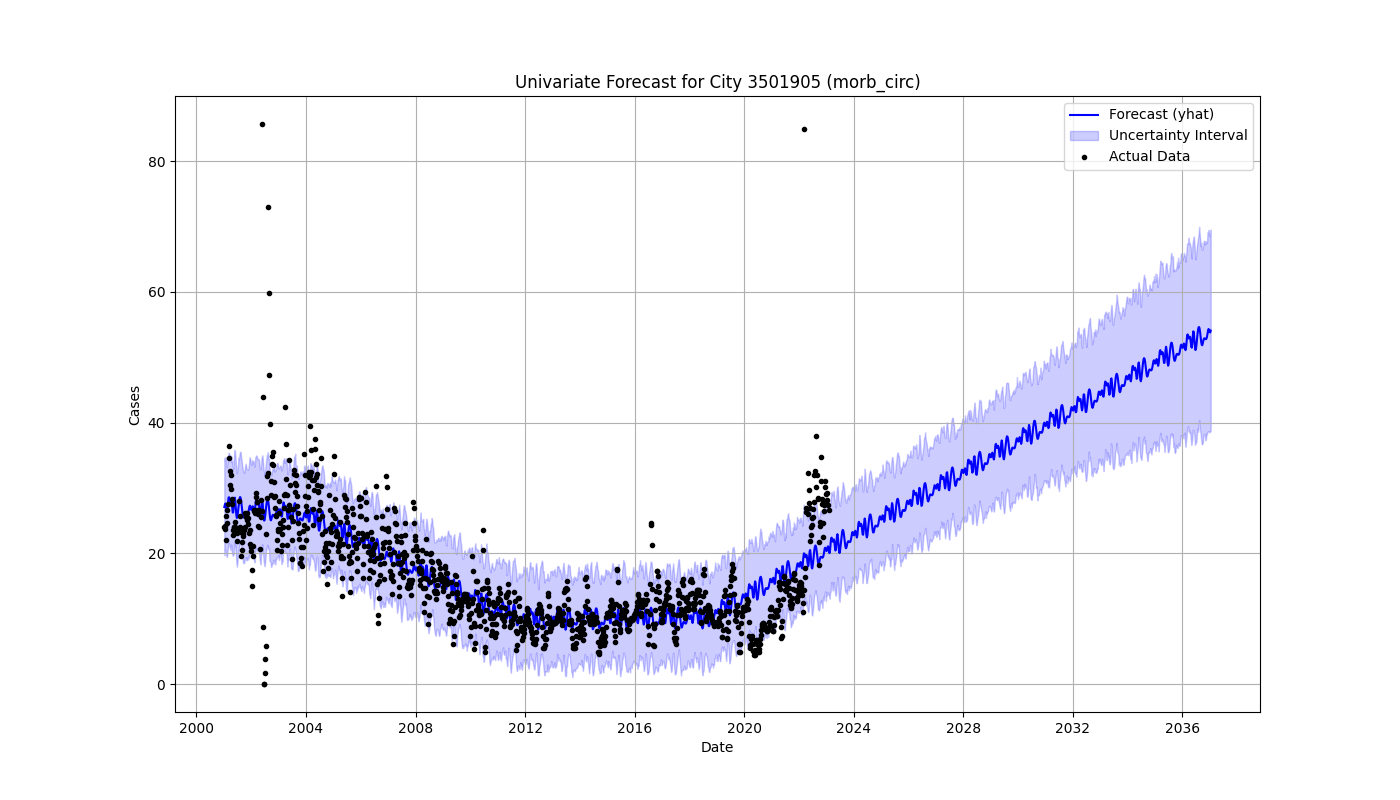 Univariate Forecast for City 3501905 (morb_circ)
Forecast (yhat)
Uncertainty Interval
Actual Data
80
60
40
20
0
Cases
2000 2004 2008 2012 2016 2020 2024 2028 2032 2036
Date